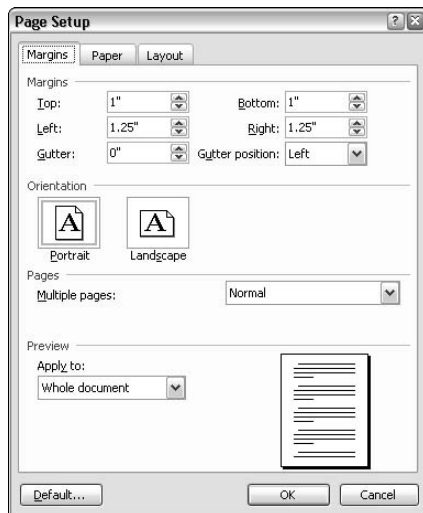 Page Setup
Margins Paper Layout
Margins
Top: 1" Bottom: 1"
Left: 1.25" Right: 1.25"
Gutter: 0" Gutter position: Left
Orientation
A A
Portrait Landscape
Pages
Multiple pages: Normal
Preview
Apply to:
Whole document
Default... OK Cancel